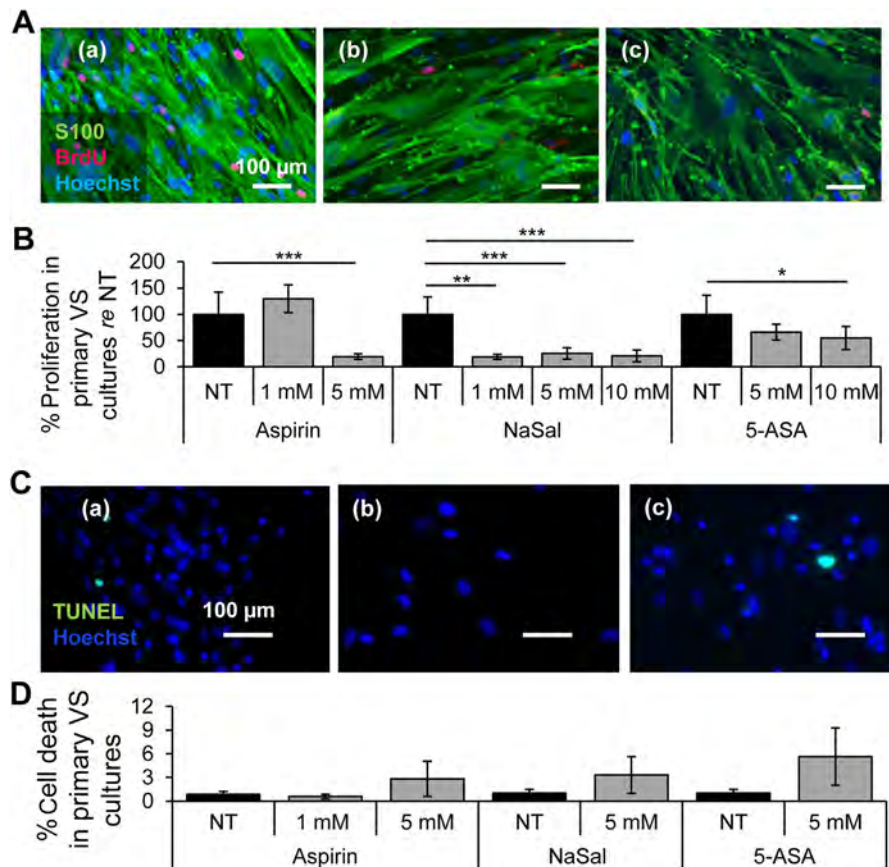 A
(a)
(b)
(c)
S100
BrdU
Hoechst
100 µm
B
% Proliferation in
primary VS
cultures re NT
200
150
100
50
0
***
***
***
**
*
NT 1 mM 5 mM NT 1 mM 5 mM 10 mM NT 5 mM 10 mM
Aspirin NaSal 5-ASA
C
(a)
(b)
(c)
TUNEL
Hoechst
100 µm
D
% Cell death
in primary VS
cultures
12
9
6
3
0
NT 1 mM 5 mM NT 5 mM NT 5 mM
Aspirin NaSal 5-ASA